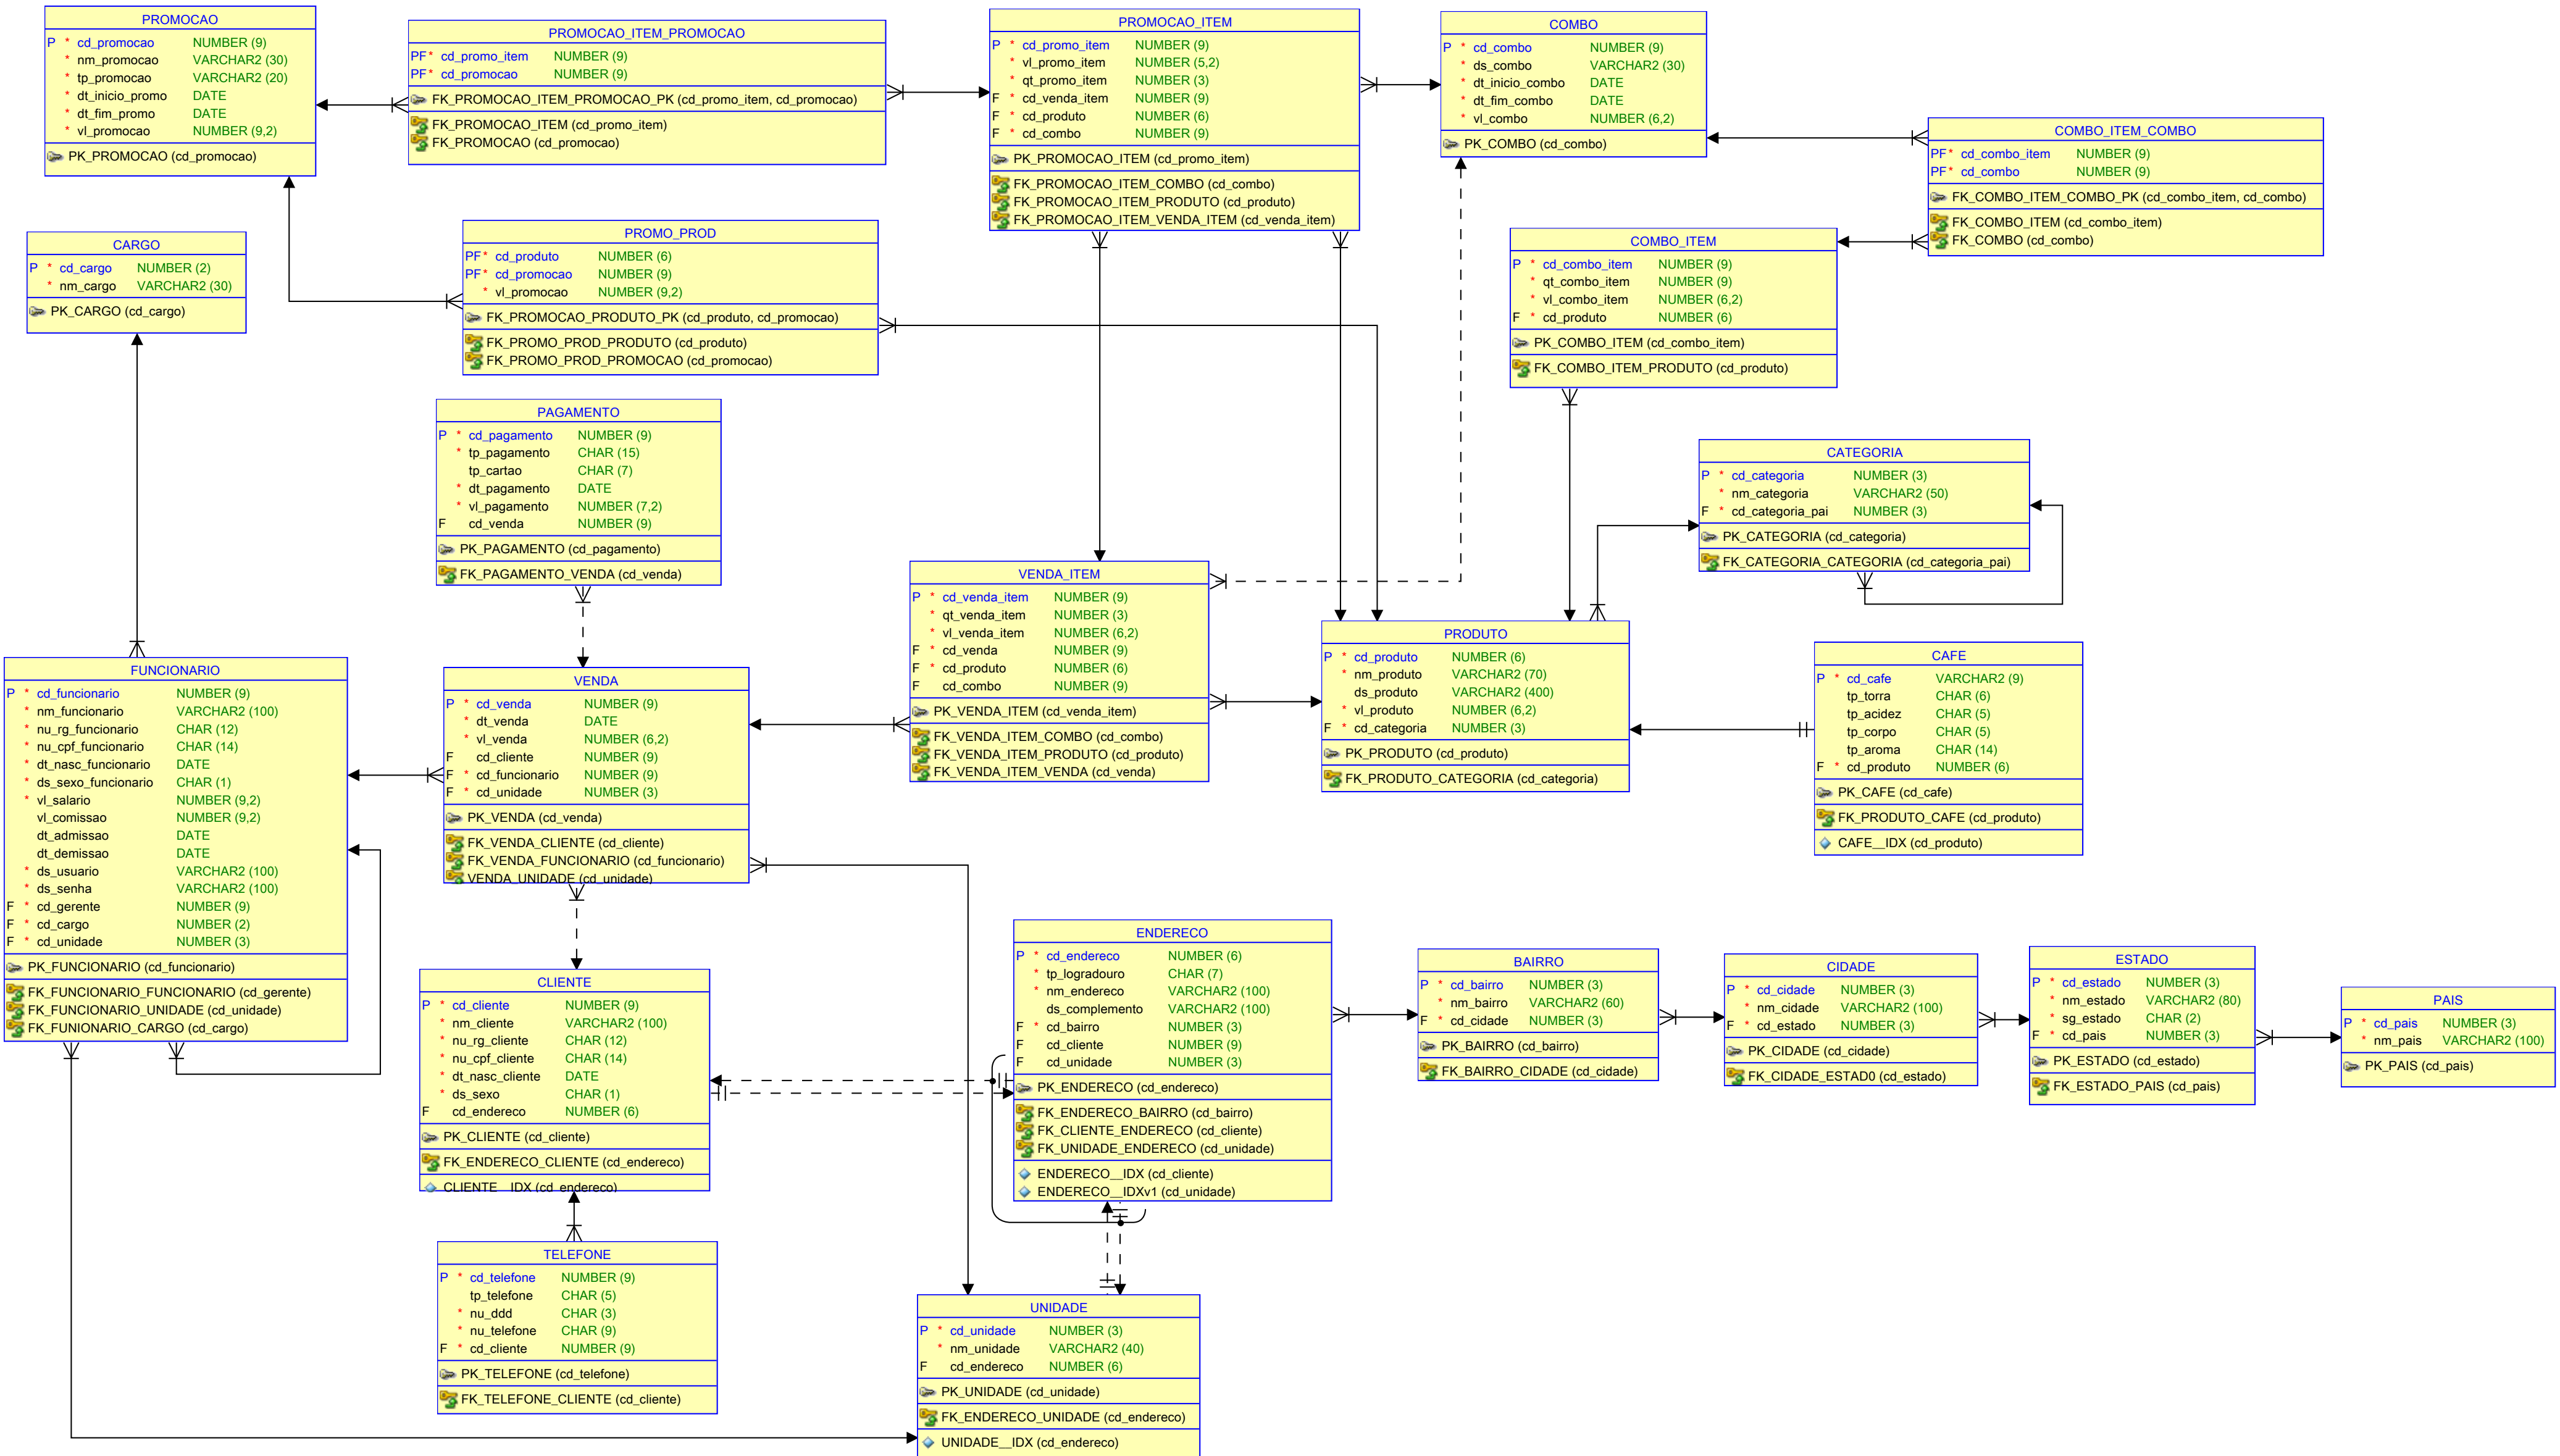 PROMOCAO
P * cd_promocao NUMBER (9)
* nm_promocao VARCHAR2 (30)
* tp_promocao VARCHAR2 (20)
* dt_inicio_promo DATE
* dt_fim_promo DATE
* vl_promocao NUMBER (9,2)
PK_PROMOCAO (cd_promocao)
PROMOCAO_ITEM_PROMOCAO
PF* cd_promo_item NUMBER (9)
PF* cd_promocao NUMBER (9)
FK_PROMOCAO_ITEM_PROMOCAO_PK (cd_promo_item, cd_promocao)
FK_PROMOCAO_ITEM (cd_promo_item)
FK_PROMOCAO (cd_promocao)
PROMOCAO_ITEM
P * cd_promo_item NUMBER (9)
* vl_promo_item NUMBER (5,2)
* qt_promo_item NUMBER (3)
F * cd_venda_item NUMBER (9)
F * cd_produto NUMBER (6)
F * cd_combo NUMBER (9)
PK_PROMOCAO_ITEM (cd_promo_item)
FK_PROMOCAO_ITEM_COMBO (cd_combo)
FK_PROMOCAO_ITEM_PRODUTO (cd_produto)
FK_PROMOCAO_ITEM_VENDA_ITEM (cd_venda_item)
COMBO
P * cd_combo NUMBER (9)
* ds_combo VARCHAR2 (30)
* dt_inicio_combo DATE
* dt_fim_combo DATE
* vl_combo NUMBER (6,2)
PK_COMBO (cd_combo)
COMBO_ITEM_COMBO
PF* cd_combo_item NUMBER (9)
PF* cd_combo NUMBER (9)
FK_COMBO_ITEM_COMBO_PK (cd_combo_item, cd_combo)
FK_COMBO_ITEM (cd_combo_item)
FK_COMBO (cd_combo)
CARGO
P * cd_cargo NUMBER (2)
* nm_cargo VARCHAR2 (30)
PK_CARGO (cd_cargo)
PROMO_PROD
PF* cd_produto NUMBER (6)
PF* cd_promocao NUMBER (9)
* vl_promocao NUMBER (9,2)
FK_PROMOCAO_PRODUTO_PK (cd_produto, cd_promocao)
FK_PROMO_PROD_PRODUTO (cd_produto)
FK_PROMO_PROD_PROMOCAO (cd_promocao)
COMBO_ITEM
P * cd_combo_item NUMBER (9)
* qt_combo_item NUMBER (9)
* vl_combo_item NUMBER (6,2)
F * cd_produto NUMBER (6)
PK_COMBO_ITEM (cd_combo_item)
FK_COMBO_ITEM_PRODUTO (cd_produto)
PAGAMENTO
P * cd_pagamento NUMBER (9)
* tp_pagamento CHAR (15)
tp_cartao CHAR (7)
* dt_pagamento DATE
* vl_pagamento NUMBER (7,2)
F cd_venda NUMBER (9)
PK_PAGAMENTO (cd_pagamento)
FK_PAGAMENTO_VENDA (cd_venda)
CATEGORIA
P * cd_categoria NUMBER (3)
* nm_categoria VARCHAR2 (50)
F * cd_categoria_pai NUMBER (3)
PK_CATEGORIA (cd_categoria)
FK_CATEGORIA_CATEGORIA (cd_categoria_pai)
VENDA_ITEM
P * cd_venda_item NUMBER (9)
* qt_venda_item NUMBER (3)
* vl_venda_item NUMBER (6,2)
F * cd_venda NUMBER (9)
F * cd_produto NUMBER (6)
F cd_combo NUMBER (9)
PK_VENDA_ITEM (cd_venda_item)
FK_VENDA_ITEM_COMBO (cd_combo)
FK_VENDA_ITEM_PRODUTO (cd_produto)
FK_VENDA_ITEM_VENDA (cd_venda)
PRODUTO
P * cd_produto NUMBER (6)
* nm_produto VARCHAR2 (70)
ds_produto VARCHAR2 (400)
* vl_produto NUMBER (6,2)
F * cd_categoria NUMBER (3)
PK_PRODUTO (cd_produto)
FK_PRODUTO_CATEGORIA (cd_categoria)
CAFE
P * cd_cafe VARCHAR2 (9)
tp_torra CHAR (6)
tp_acidez CHAR (5)
tp_corpo CHAR (5)
tp_aroma CHAR (14)
F * cd_produto NUMBER (6)
PK_CAFE (cd_cafe)
FK_PRODUTO_CAFE (cd_produto)
CAFE__IDX (cd_produto)
FUNCIONARIO
P * cd_funcionario NUMBER (9)
* nm_funcionario VARCHAR2 (100)
* nu_rg_funcionario CHAR (12)
* nu_cpf_funcionario CHAR (14)
* dt_nasc_funcionario DATE
* ds_sexo_funcionario CHAR (1)
* vl_salario NUMBER (9,2)
vl_comissao NUMBER (9,2)
dt_admissao DATE
dt_demissao DATE
* ds_usuario VARCHAR2 (100)
* ds_senha VARCHAR2 (100)
F * cd_gerente NUMBER (9)
F * cd_cargo NUMBER (2)
F * cd_unidade NUMBER (3)
PK_FUNCIONARIO (cd_funcionario)
FK_FUNCIONARIO_FUNCIONARIO (cd_gerente)
FK_FUNCIONARIO_UNIDADE (cd_unidade)
FK_FUNIONARIO_CARGO (cd_cargo)
VENDA
P * cd_venda NUMBER (9)
* dt_venda DATE
* vl_venda NUMBER (6,2)
F cd_cliente NUMBER (9)
F * cd_funcionario NUMBER (9)
F * cd_unidade NUMBER (3)
PK_VENDA (cd_venda)
FK_VENDA_CLIENTE (cd_cliente)
FK_VENDA_FUNCIONARIO (cd_funcionario)
VENDA_UNIDADE (cd_unidade)
CLIENTE
P * cd_cliente NUMBER (9)
* nm_cliente VARCHAR2 (100)
* nu_rg_cliente CHAR (12)
* nu_cpf_cliente CHAR (14)
* dt_nasc_cliente DATE
* ds_sexo CHAR (1)
F cd_endereco NUMBER (6)
PK_CLIENTE (cd_cliente)
FK_ENDERECO_CLIENTE (cd_endereco)
CLIENTE__IDX (cd_endereco)
ENDERECO
P * cd_endereco NUMBER (6)
* tp_logradouro CHAR (7)
* nm_endereco VARCHAR2 (100)
ds_complemento VARCHAR2 (100)
F * cd_bairro NUMBER (3)
F cd_cliente NUMBER (9)
F cd_unidade NUMBER (3)
PK_ENDERECO (cd_endereco)
FK_ENDERECO_BAIRRO (cd_bairro)
FK_CLIENTE_ENDERECO (cd_cliente)
FK_UNIDADE_ENDERECO (cd_unidade)
ENDERECO__IDX (cd_cliente)
ENDERECO__IDXv1 (cd_unidade)
BAIRRO
P * cd_bairro NUMBER (3)
* nm_bairro VARCHAR2 (60)
F * cd_cidade NUMBER (3)
PK_BAIRRO (cd_bairro)
FK_BAIRRO_CIDADE (cd_cidade)
CIDADE
P * cd_cidade NUMBER (3)
* nm_cidade VARCHAR2 (100)
F * cd_estado NUMBER (3)
PK_CIDADE (cd_cidade)
FK_CIDADE_ESTAD0 (cd_estado)
ESTADO
P * cd_estado NUMBER (3)
* nm_estado VARCHAR2 (80)
* sg_estado CHAR (2)
F * cd_pais NUMBER (3)
PK_ESTADO (cd_estado)
FK_ESTADO_PAIS (cd_pais)
PAIS
P * cd_pais NUMBER (3)
* nm_pais VARCHAR2 (100)
PK_PAIS (cd_pais)
TELEFONE
P * cd_telefone NUMBER (9)
tp_telefone CHAR (5)
* nu_ddd CHAR (3)
* nu_telefone CHAR (9)
F * cd_cliente NUMBER (9)
PK_TELEFONE (cd_telefone)
FK_TELEFONE_CLIENTE (cd_cliente)
UNIDADE
P * cd_unidade NUMBER (3)
* nm_unidade VARCHAR2 (40)
F cd_endereco NUMBER (6)
PK_UNIDADE (cd_unidade)
FK_ENDERECO_UNIDADE (cd_endereco)
UNIDADE__IDX (cd_endereco)